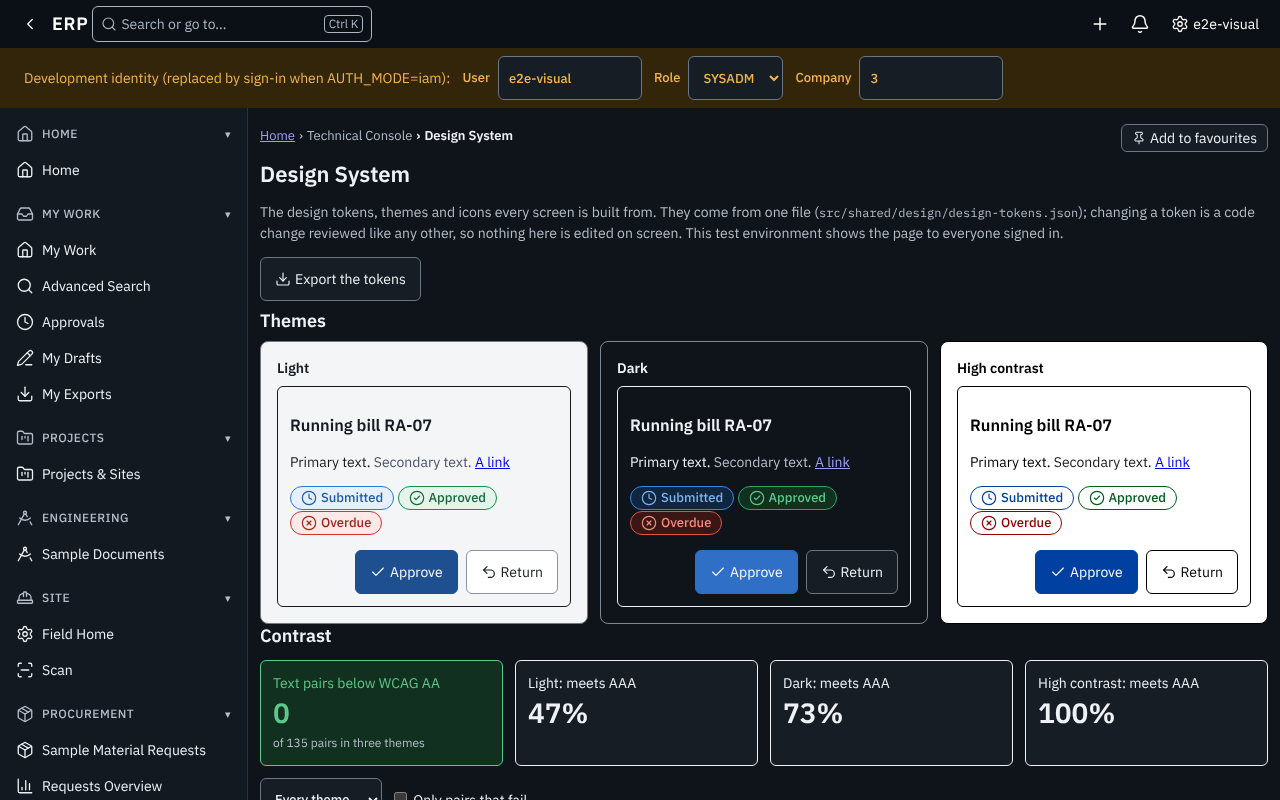 ERP
Search or go to...
Ctrl K
e2e-visual
Development identity (replaced by sign-in when AUTH_MODE=iam):
User
e2e-visual
Role
SYSADM
Company
3
HOME
Home
MY WORK
My Work
Advanced Search
Approvals
My Drafts
My Exports
PROJECTS
Projects & Sites
ENGINEERING
Sample Documents
SITE
Field Home
Scan
PROCUREMENT
Sample Material Requests
Requests Overview
Home › Technical Console › Design System
Add to favourites
Design System
The design tokens, themes and icons every screen is built from. They come from one file (src/shared/design/design-tokens.json); changing a token is a code
change reviewed like any other, so nothing here is edited on screen. This test environment shows the page to everyone signed in.
Export the tokens
Themes
Light
Running bill RA-07
Primary text. Secondary text. A link
Submitted
Approved
Overdue
Approve
Return
Dark
Running bill RA-07
Primary text. Secondary text. A link
Submitted
Approved
Overdue
Approve
Return
High contrast
Running bill RA-07
Primary text. Secondary text. A link
Submitted
Approved
Overdue
Approve
Return
Contrast
Text pairs below WCAG AA
0
of 135 pairs in three themes
Light: meets AAA
47%
Dark: meets AAA
73%
High contrast: meets AAA
100%
Every theme
Only pairs that fail